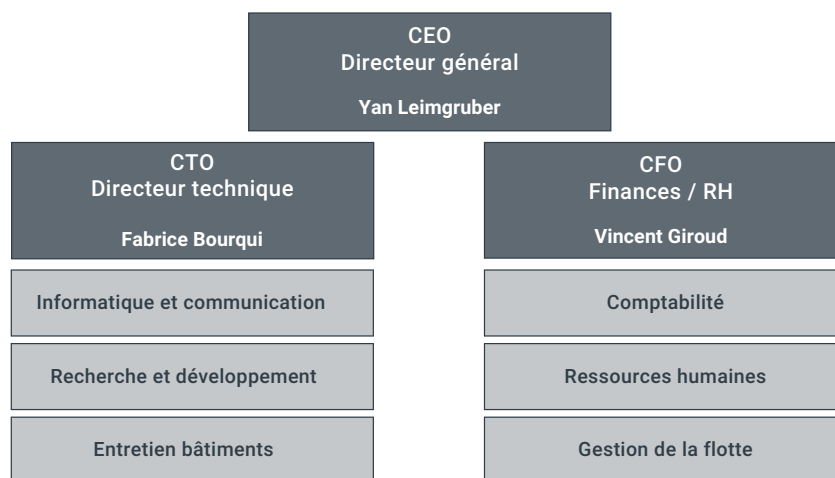 CEO
Directeur général
Yan Leimgruber
CTO
Directeur technique
Fabrice Bourqui
CFO
Finances / RH
Vincent Giroud
Informatique et communication
Comptabilité
Recherche et développement
Ressources humaines
Entretien bâtiments
Gestion de la flotte